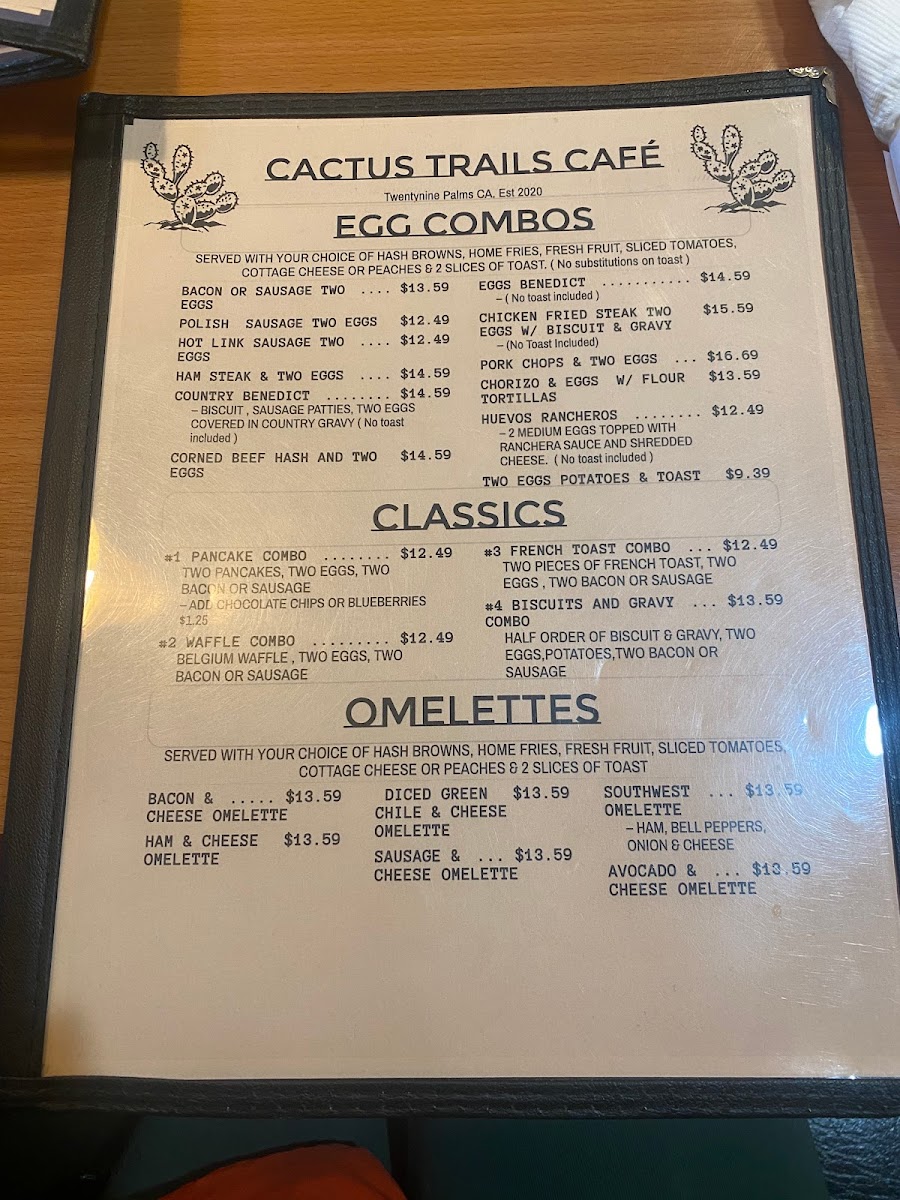 CACTUS TRAILS CAFÉ
Twentynine Palms CA, Est 2020
EGG COMBOS
SERVED WITH YOUR CHOICE OF HASH BROWNS, HOME FRIES, FRESH FRUIT, SLICED TOMATOES,
COTTAGE CHEESE OR PEACHES & 2 SLICES OF TOAST. ( No substitutions on toast )
BACON OR SAUSAGE TWO .... $13.59
EGGS
POLISH SAUSAGE TWO EGGS $12.49
HOT LINK SAUSAGE TWO .... $12.49
EGGS
HAM STEAK & TWO EGGS .... $14.59
COUNTRY BENEDICT ........ $14.59
– BISCUIT , SAUSAGE PATTIES, TWO EGGS
COVERED IN COUNTRY GRAVY ( No toast
included )
CORNED BEEF HASH AND TWO $14.59
EGGS
EGGS BENEDICT ........... $14.59
– ( No toast included )
CHICKEN FRIED STEAK TWO $15.59
EGGS W/ BISCUIT & GRAVY
– (No Toast Included)
PORK CHOPS & TWO EGGS ... $16.69
CHORIZO & EGGS W/ FLOUR $13.59
TORTILLAS
HUEVOS RANCHEROS ........ $12.49
– 2 MEDIUM EGGS TOPPED WITH
RANCHERA SAUCE AND SHREDDED
CHEESE. ( No toast included )
TWO EGGS POTATOES & TOAST $9.39
CLASSICS
#1 PANCAKE COMBO ........ $12.49
TWO PANCAKES, TWO EGGS, TWO
BACON OR SAUSAGE
– ADD CHOCOLATE CHIPS OR BLUEBERRIES
$1.25
#2 WAFFLE COMBO ......... $12.49
BELGIUM WAFFLE , TWO EGGS, TWO
BACON OR SAUSAGE
#3 FRENCH TOAST COMBO ... $12.49
TWO PIECES OF FRENCH TOAST, TWO
EGGS , TWO BACON OR SAUSAGE
#4 BISCUITS AND GRAVY ... $13.59
COMBO
HALF ORDER OF BISCUIT & GRAVY, TWO
EGGS,POTATOES,TWO BACON OR
SAUSAGE
OMELETTES
SERVED WITH YOUR CHOICE OF HASH BROWNS, HOME FRIES, FRESH FRUIT, SLICED TOMATOES,
COTTAGE CHEESE OR PEACHES & 2 SLICES OF TOAST
BACON & ..... $13.59
CHEESE OMELETTE
HAM & CHEESE $13.59
OMELETTE
DICED GREEN $13.59
CHILE & CHEESE
OMELETTE
SAUSAGE & ... $13.59
CHEESE OMELETTE
SOUTHWEST ... $13.59
OMELETTE
– HAM, BELL PEPPERS,
ONION & CHEESE
AVOCADO & ... $13.59
CHEESE OMELETTE